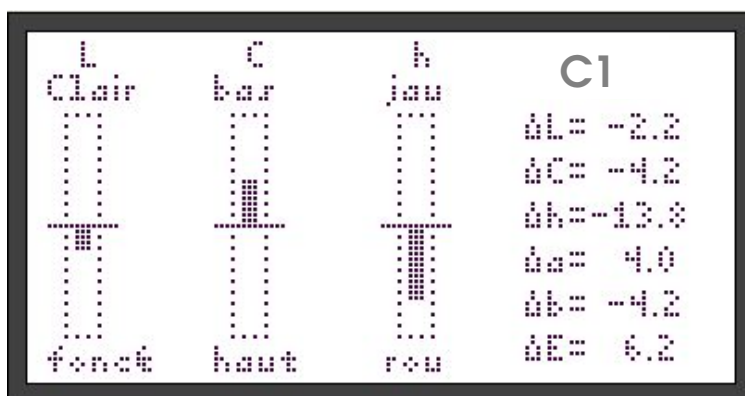 L C h
Clair bas jau
C1
ΔL= -2.2
ΔC= -4.2
Δh=-13.8
Δa= 4.0
Δb= -4.2
ΔE= 6.2
foncé haut rou